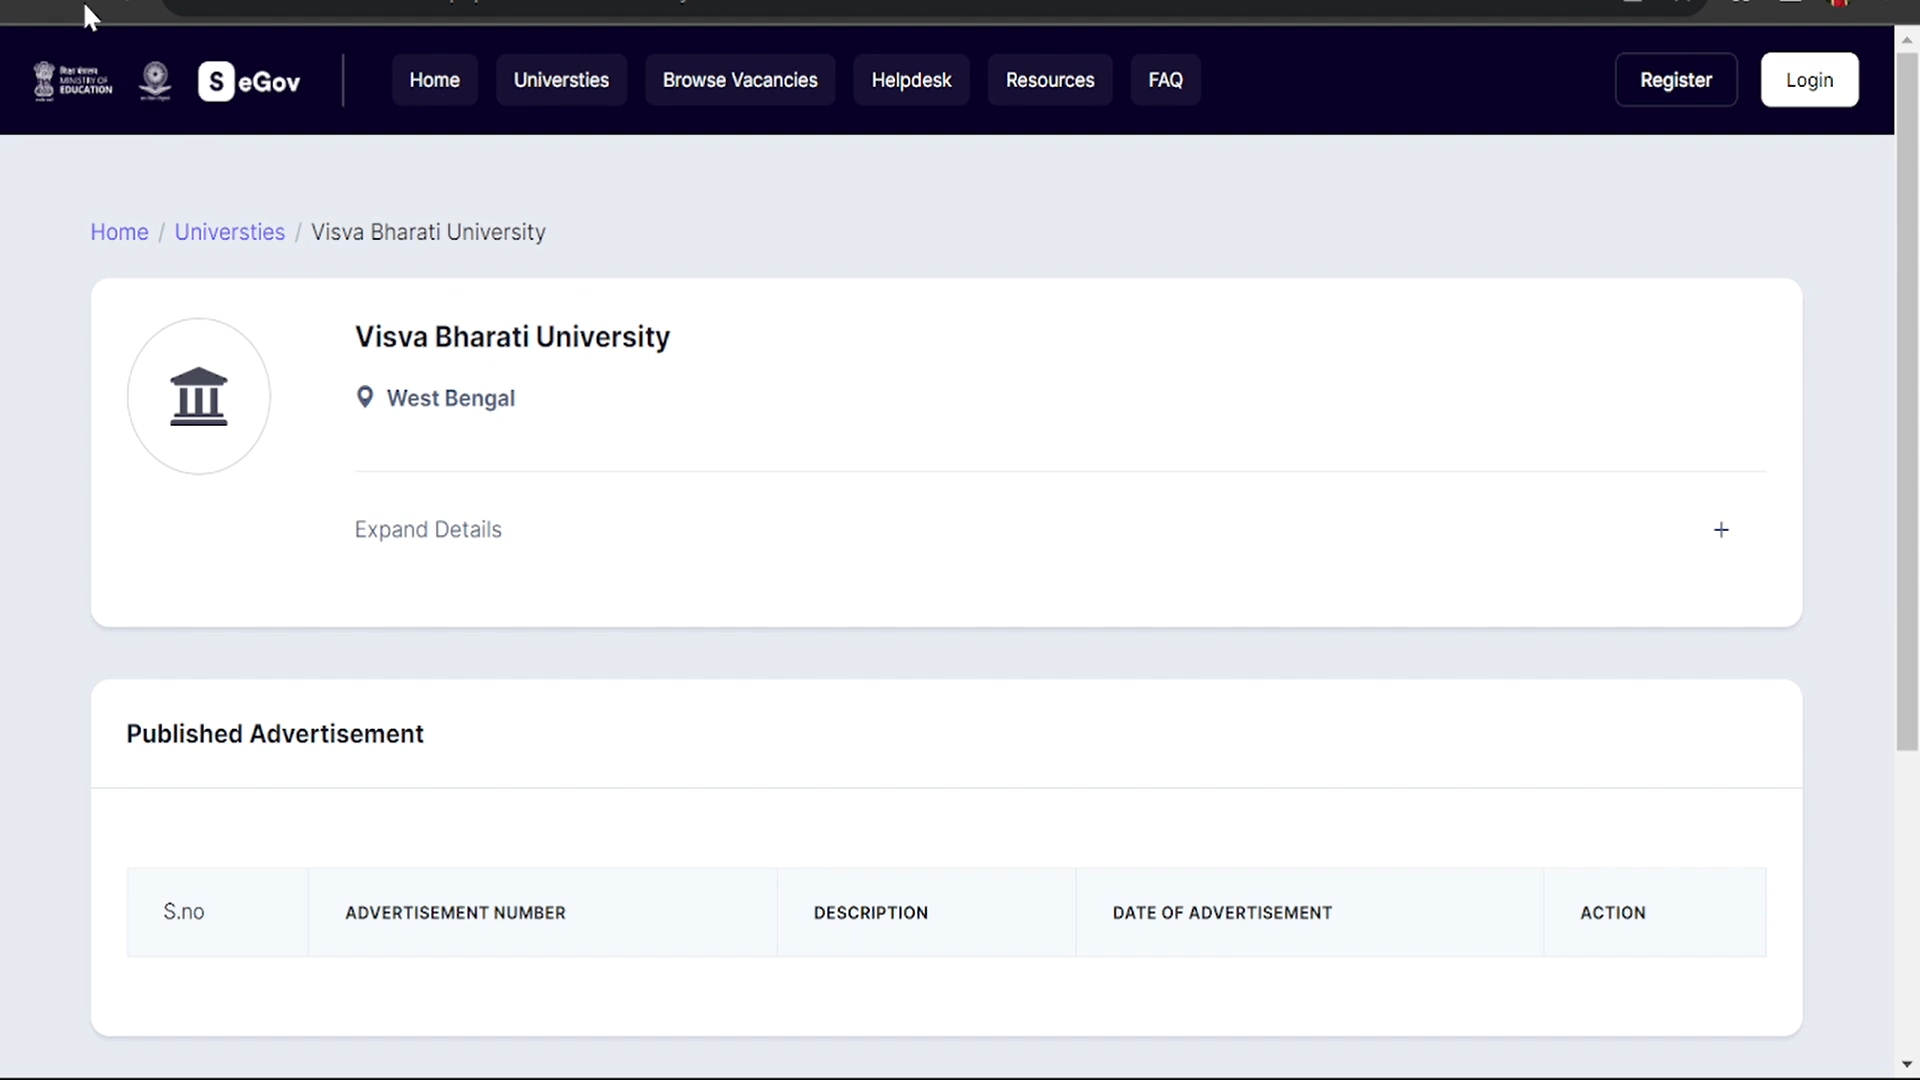 शिक्षा मंत्रालय
MINISTRY OF
EDUCATION
S eGov
Home
Universties
Browse Vacancies
Helpdesk
Resources
FAQ
Register
Login
Home / Universties / Visva Bharati University
Visva Bharati University
West Bengal
Expand Details
+
Published Advertisement
S.no ADVERTISEMENT NUMBER DESCRIPTION DATE OF ADVERTISEMENT ACTION